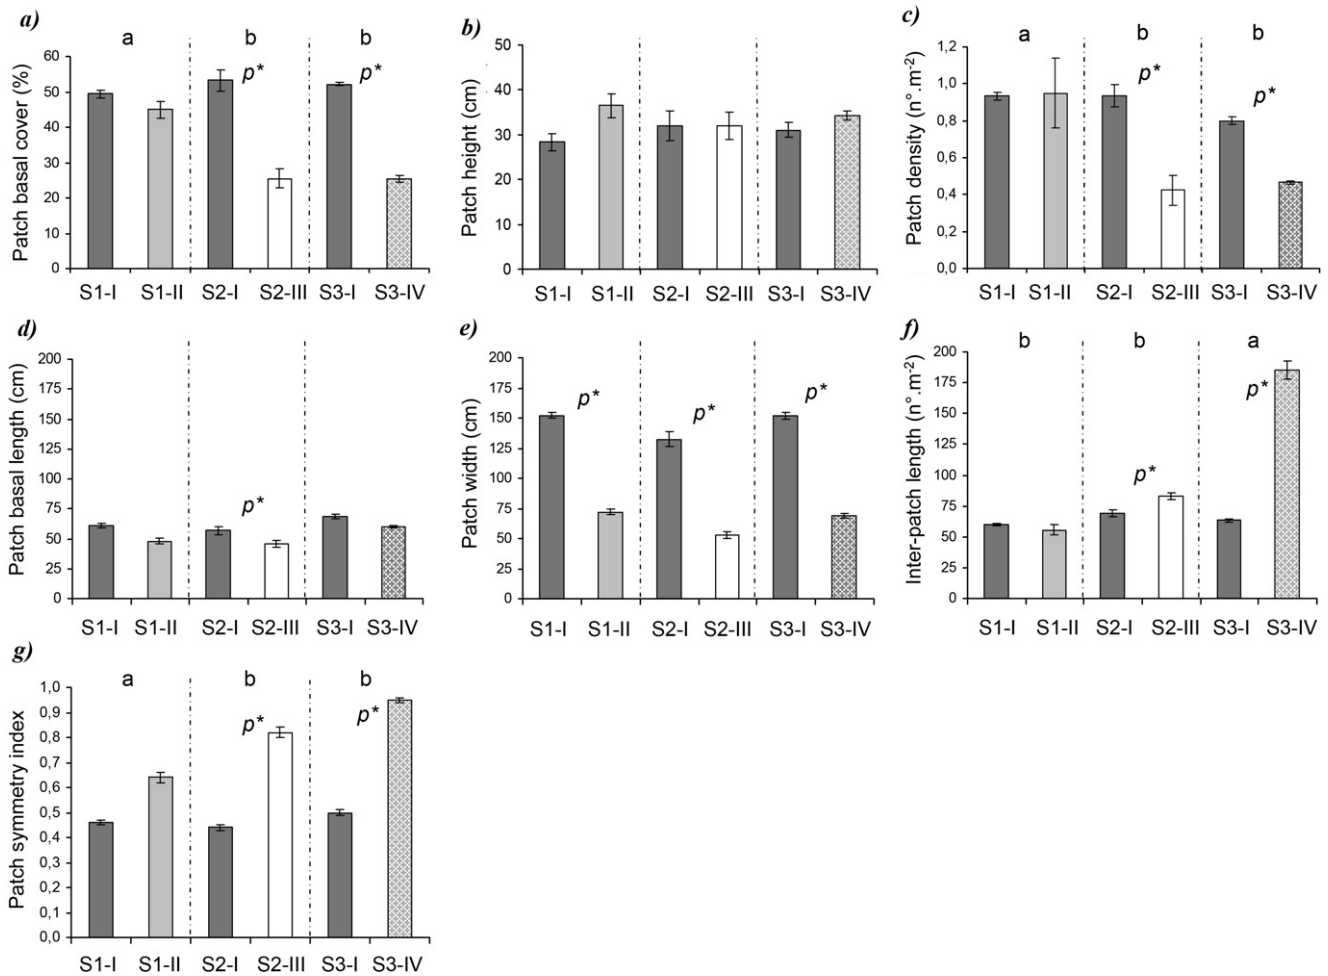 a)
a b b
Patch basal cover (%)
60
50
40
30
20
10
0
p* p*
S1-I S1-II S2-I S2-III S3-I S3-IV
b)
Patch height (cm)
50
40
30
20
10
0
S1-I S1-II S2-I S2-III S3-I S3-IV
c)
a b b
Patch density (n°.m-2)
1,2
1,0
0,8
0,6
0,4
0,2
0,0
p* p*
S1-I S1-II S2-I S2-III S3-I S3-IV
d)
Patch basal length (cm)
200
175
150
125
100
75
50
25
0
p*
S1-I S1-II S2-I S2-III S3-I S3-IV
e)
Patch width (cm)
200
175
150
125
100
75
50
25
0
p* p* p*
S1-I S1-II S2-I S2-III S3-I S3-IV
f)
b b a
Inter-patch length (n°.m-2)
200
175
150
125
100
75
50
25
0
p* p*
S1-I S1-II S2-I S2-III S3-I S3-IV
g)
a b b
Patch symmetry index
1,0
0,9
0,8
0,7
0,6
0,5
0,4
0,3
0,2
0,1
0,0
p* p*
S1-I S1-II S2-I S2-III S3-I S3-IV